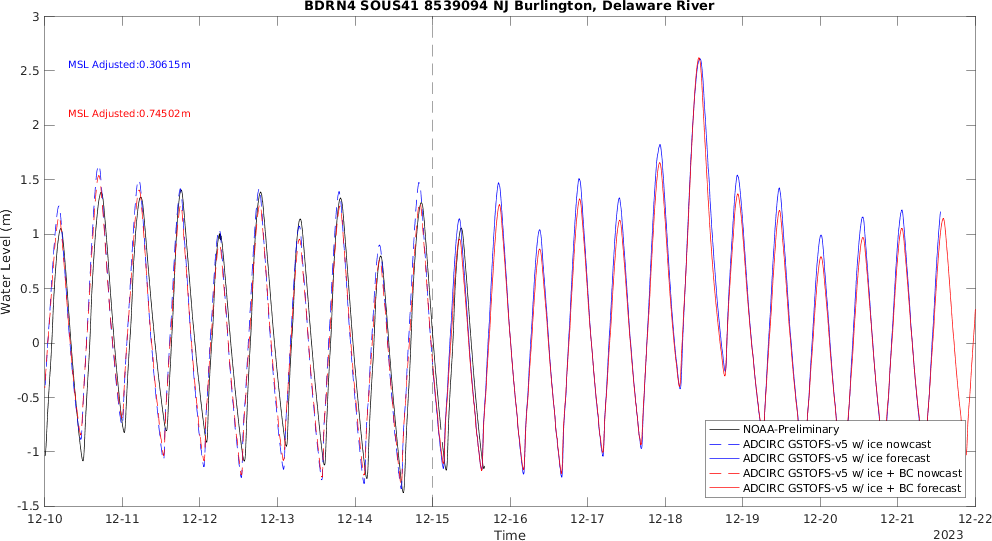 BDRN4 SOUS41 8539094 NJ Burlington, Delaware River
3
2.5
2
1.5
1
0.5
0
-0.5
-1
-1.5
Water Level (m)
MSL Adjusted:0.30615m
MSL Adjusted:0.74502m
NOAA-Preliminary
ADCIRC GSTOFS-v5 w/ ice nowcast
ADCIRC GSTOFS-v5 w/ ice forecast
ADCIRC GSTOFS-v5 w/ ice + BC nowcast
ADCIRC GSTOFS-v5 w/ ice + BC forecast
12-10 12-11 12-12 12-13 12-14 12-15 12-16 12-17 12-18 12-19 12-20 12-21 12-22
Time
2023